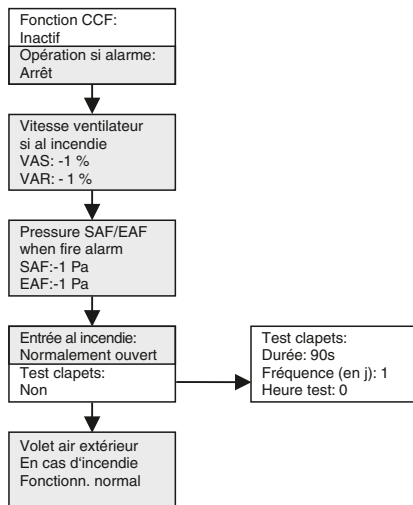 Fonction CCF:
Inactif
Opération si alarme:
Arrêt
Vitesse ventilateur
si al incendie
VAS: -1 %
VAR: - 1 %
Pressure SAF/EAF
when fire alarm
SAF:-1 Pa
EAF:-1 Pa
Entrée al incendie:
Normalement ouvert
Test clapets:
Non
Test clapets:
Durée: 90s
Fréquence (en j): 1
Heure test: 0
Volet air extérieur
En cas d'incendie
Fonctionn. normal